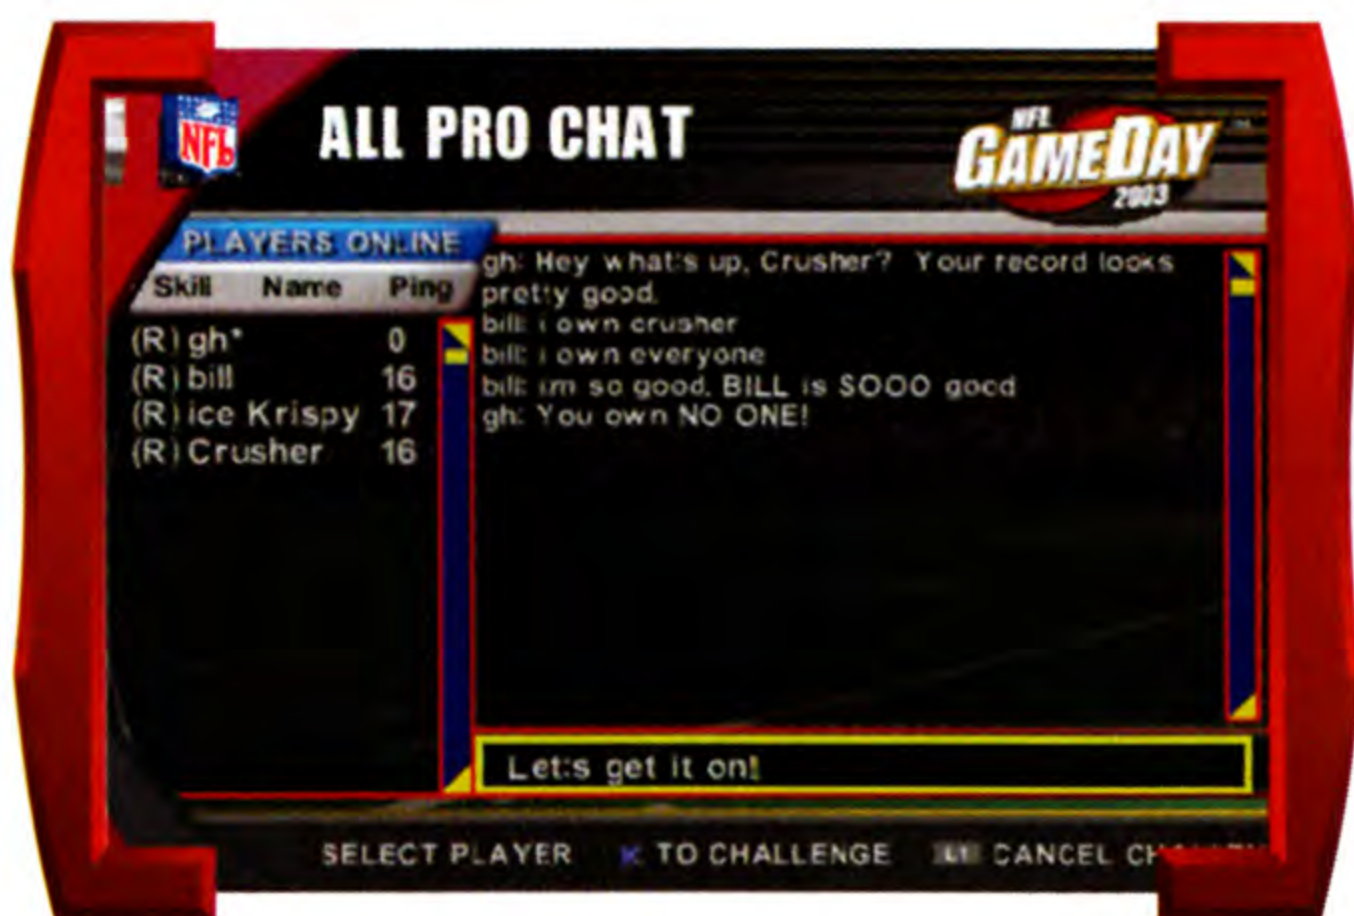 NFL
ALL PRO CHAT
NFL
GAMEDAY
2003
PLAYERS ONLINE
Skill Name Ping
(R) gh* 0
(R) bill 16
(R) ice Krispy 17
(R) Crusher 16
gh: Hey what's up, Crusher? Your record looks
pretty good.
bill: i own crusher
bill: i own everyone
bill: im so good. BILL is SOOO good
gh: You own NO ONE!
Let's get it on!
SELECT PLAYER TO CHALLENGE L1 CANCEL